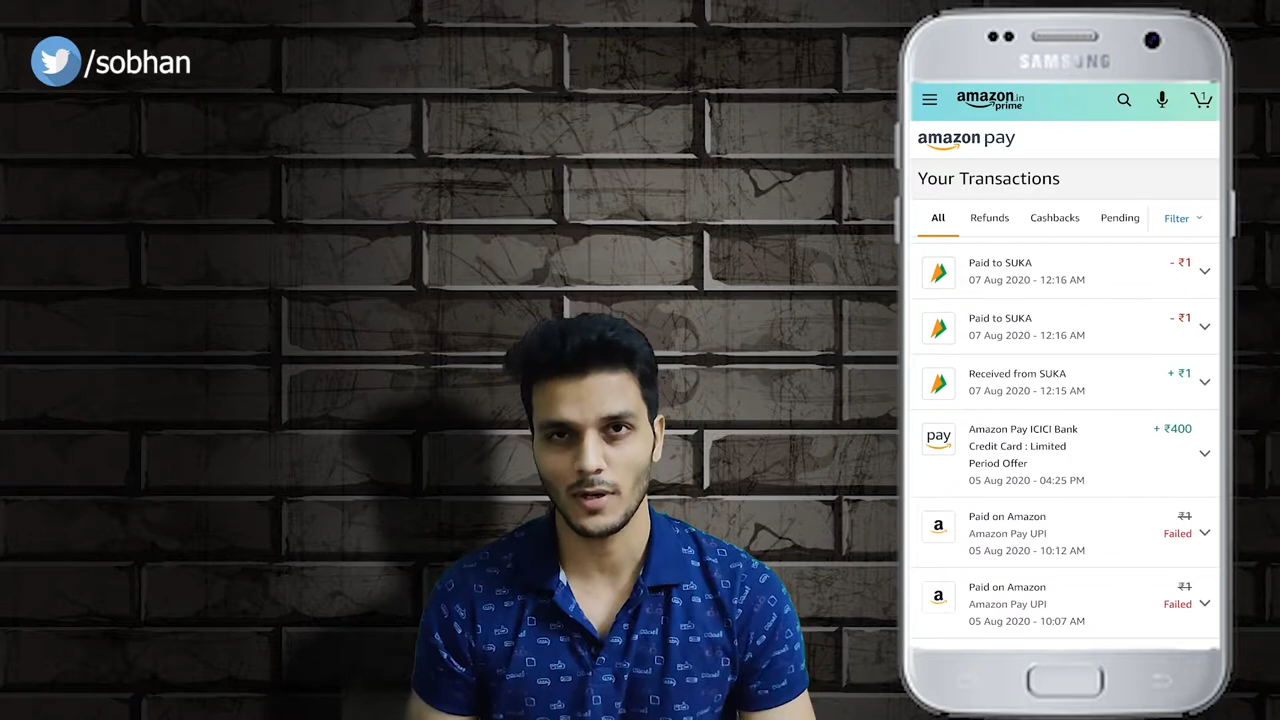 /sobhan
SAMSUNG
amazon.in
prime
1
amazon pay
Your Transactions
All Refunds Cashbacks Pending Filter
Paid to SUKA - ₹1
07 Aug 2020 - 12:16 AM
Paid to SUKA - ₹1
07 Aug 2020 - 12:16 AM
Received from SUKA + ₹1
07 Aug 2020 - 12:15 AM
pay
Amazon Pay ICICI Bank + ₹400
Credit Card : Limited
Period Offer
05 Aug 2020 - 04:25 PM
a
Paid on Amazon ₹1
Amazon Pay UPI Failed
05 Aug 2020 - 10:12 AM
a
Paid on Amazon ₹1
Amazon Pay UPI Failed
05 Aug 2020 - 10:07 AM